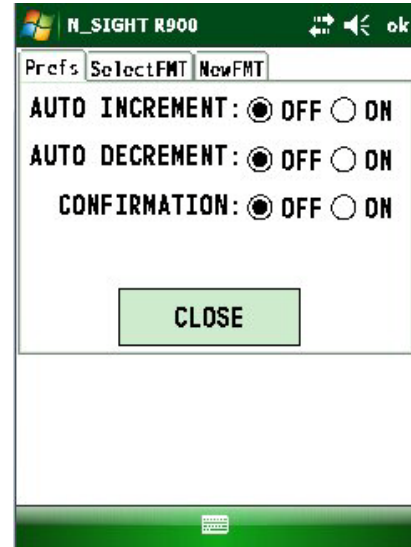 N_SIGHT R900 ok
Prefs SelectFMT NewFMT
AUTO INCREMENT: OFF ON
AUTO DECREMENT: OFF ON
CONFIRMATION: OFF ON
CLOSE